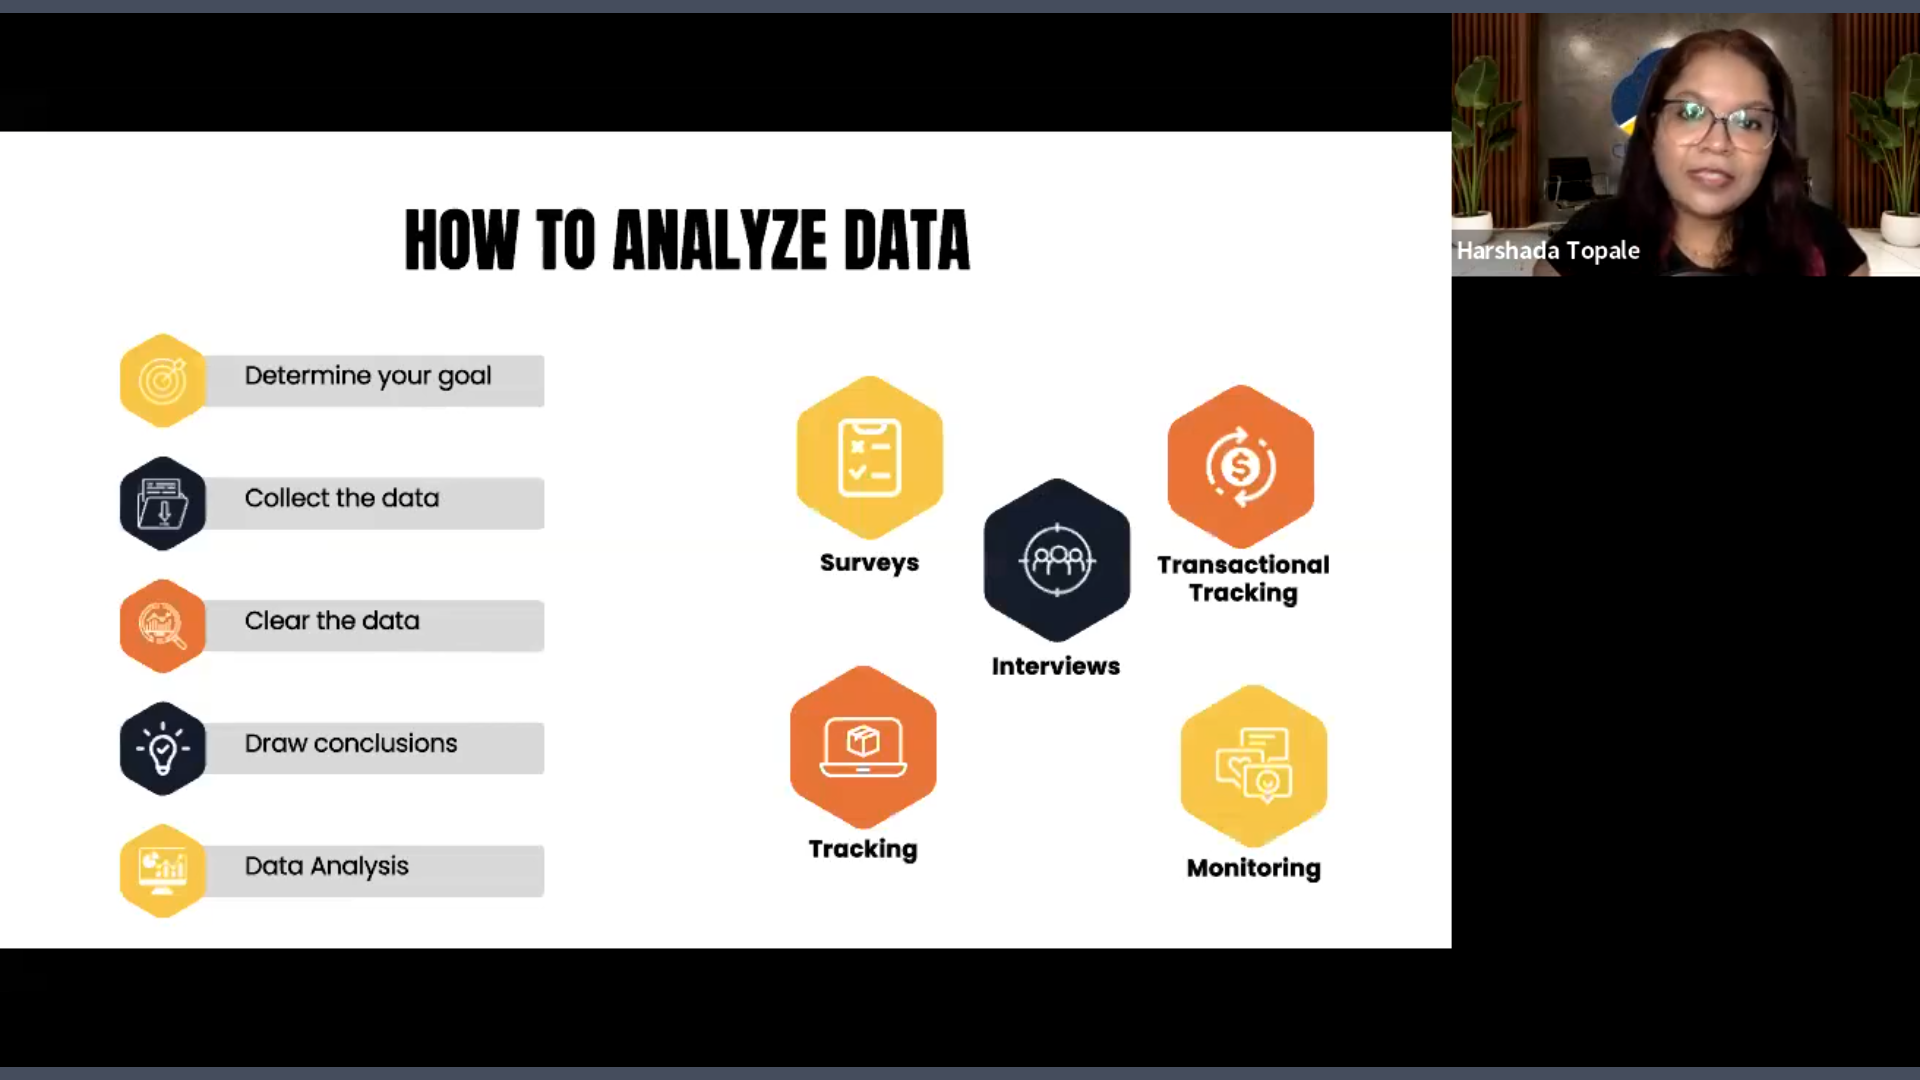 HOW TO ANALYZE DATA
Determine your goal
Collect the data
Clear the data
Draw conclusions
Data Analysis
Surveys
Interviews
Transactional
Tracking
Tracking
Monitoring
Harshada Topale